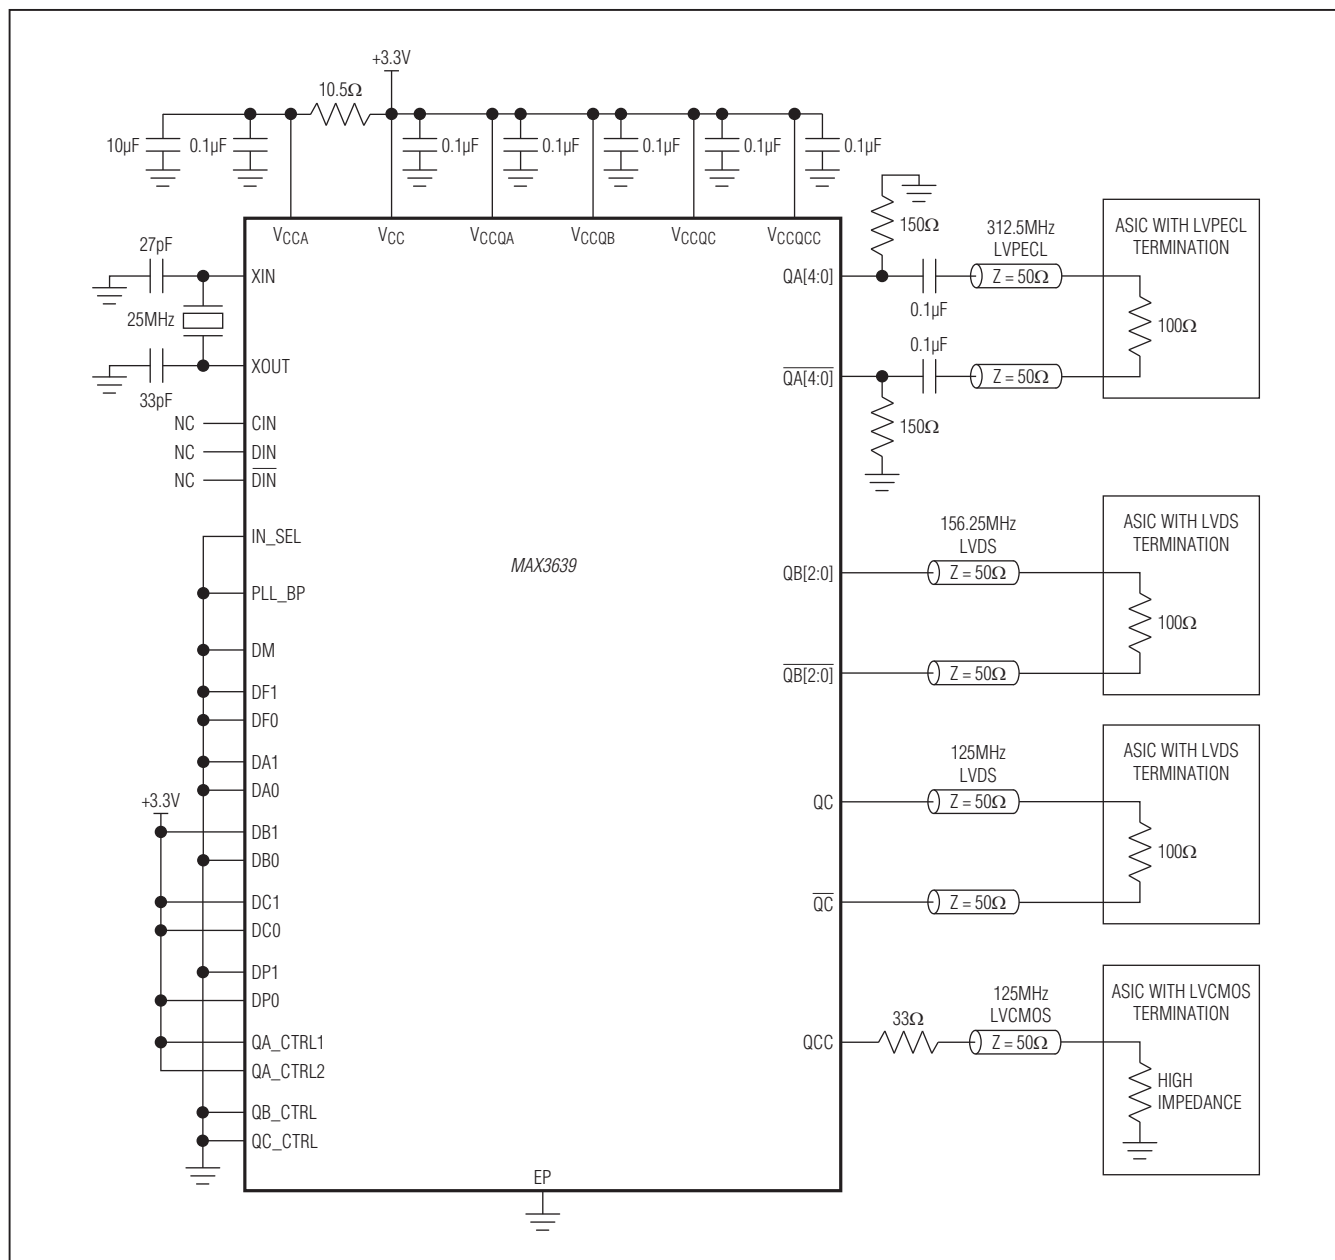 +3.3V
10.5Ω
10µF
0.1µF
0.1µF
0.1µF
0.1µF
0.1µF
0.1µF
VCCA
VCC
VCCQA
VCCQB
VCCQC
VCCQCC
27pF
25MHz
33pF
XIN
XOUT
NC
CIN
NC
DIN
NC
DIN
IN_SEL
PLL_BP
DM
DF1
DF0
DA1
DA0
+3.3V
DB1
DB0
DC1
DC0
DP1
DP0
QA_CTRL1
QA_CTRL2
QB_CTRL
QC_CTRL
MAX3639
EP
QA[4:0]
150Ω
0.1µF
312.5MHz
LVPECL
Z = 50Ω
ASIC WITH LVPECL
TERMINATION
100Ω
QA[4:0]
0.1µF
Z = 50Ω
150Ω
QB[2:0]
156.25MHz
LVDS
Z = 50Ω
ASIC WITH LVDS
TERMINATION
100Ω
QB[2:0]
Z = 50Ω
QC
125MHz
LVDS
Z = 50Ω
ASIC WITH LVDS
TERMINATION
100Ω
QC
Z = 50Ω
QCC
33Ω
125MHz
LVCMOS
Z = 50Ω
ASIC WITH LVCMOS
TERMINATION
HIGH
IMPEDANCE